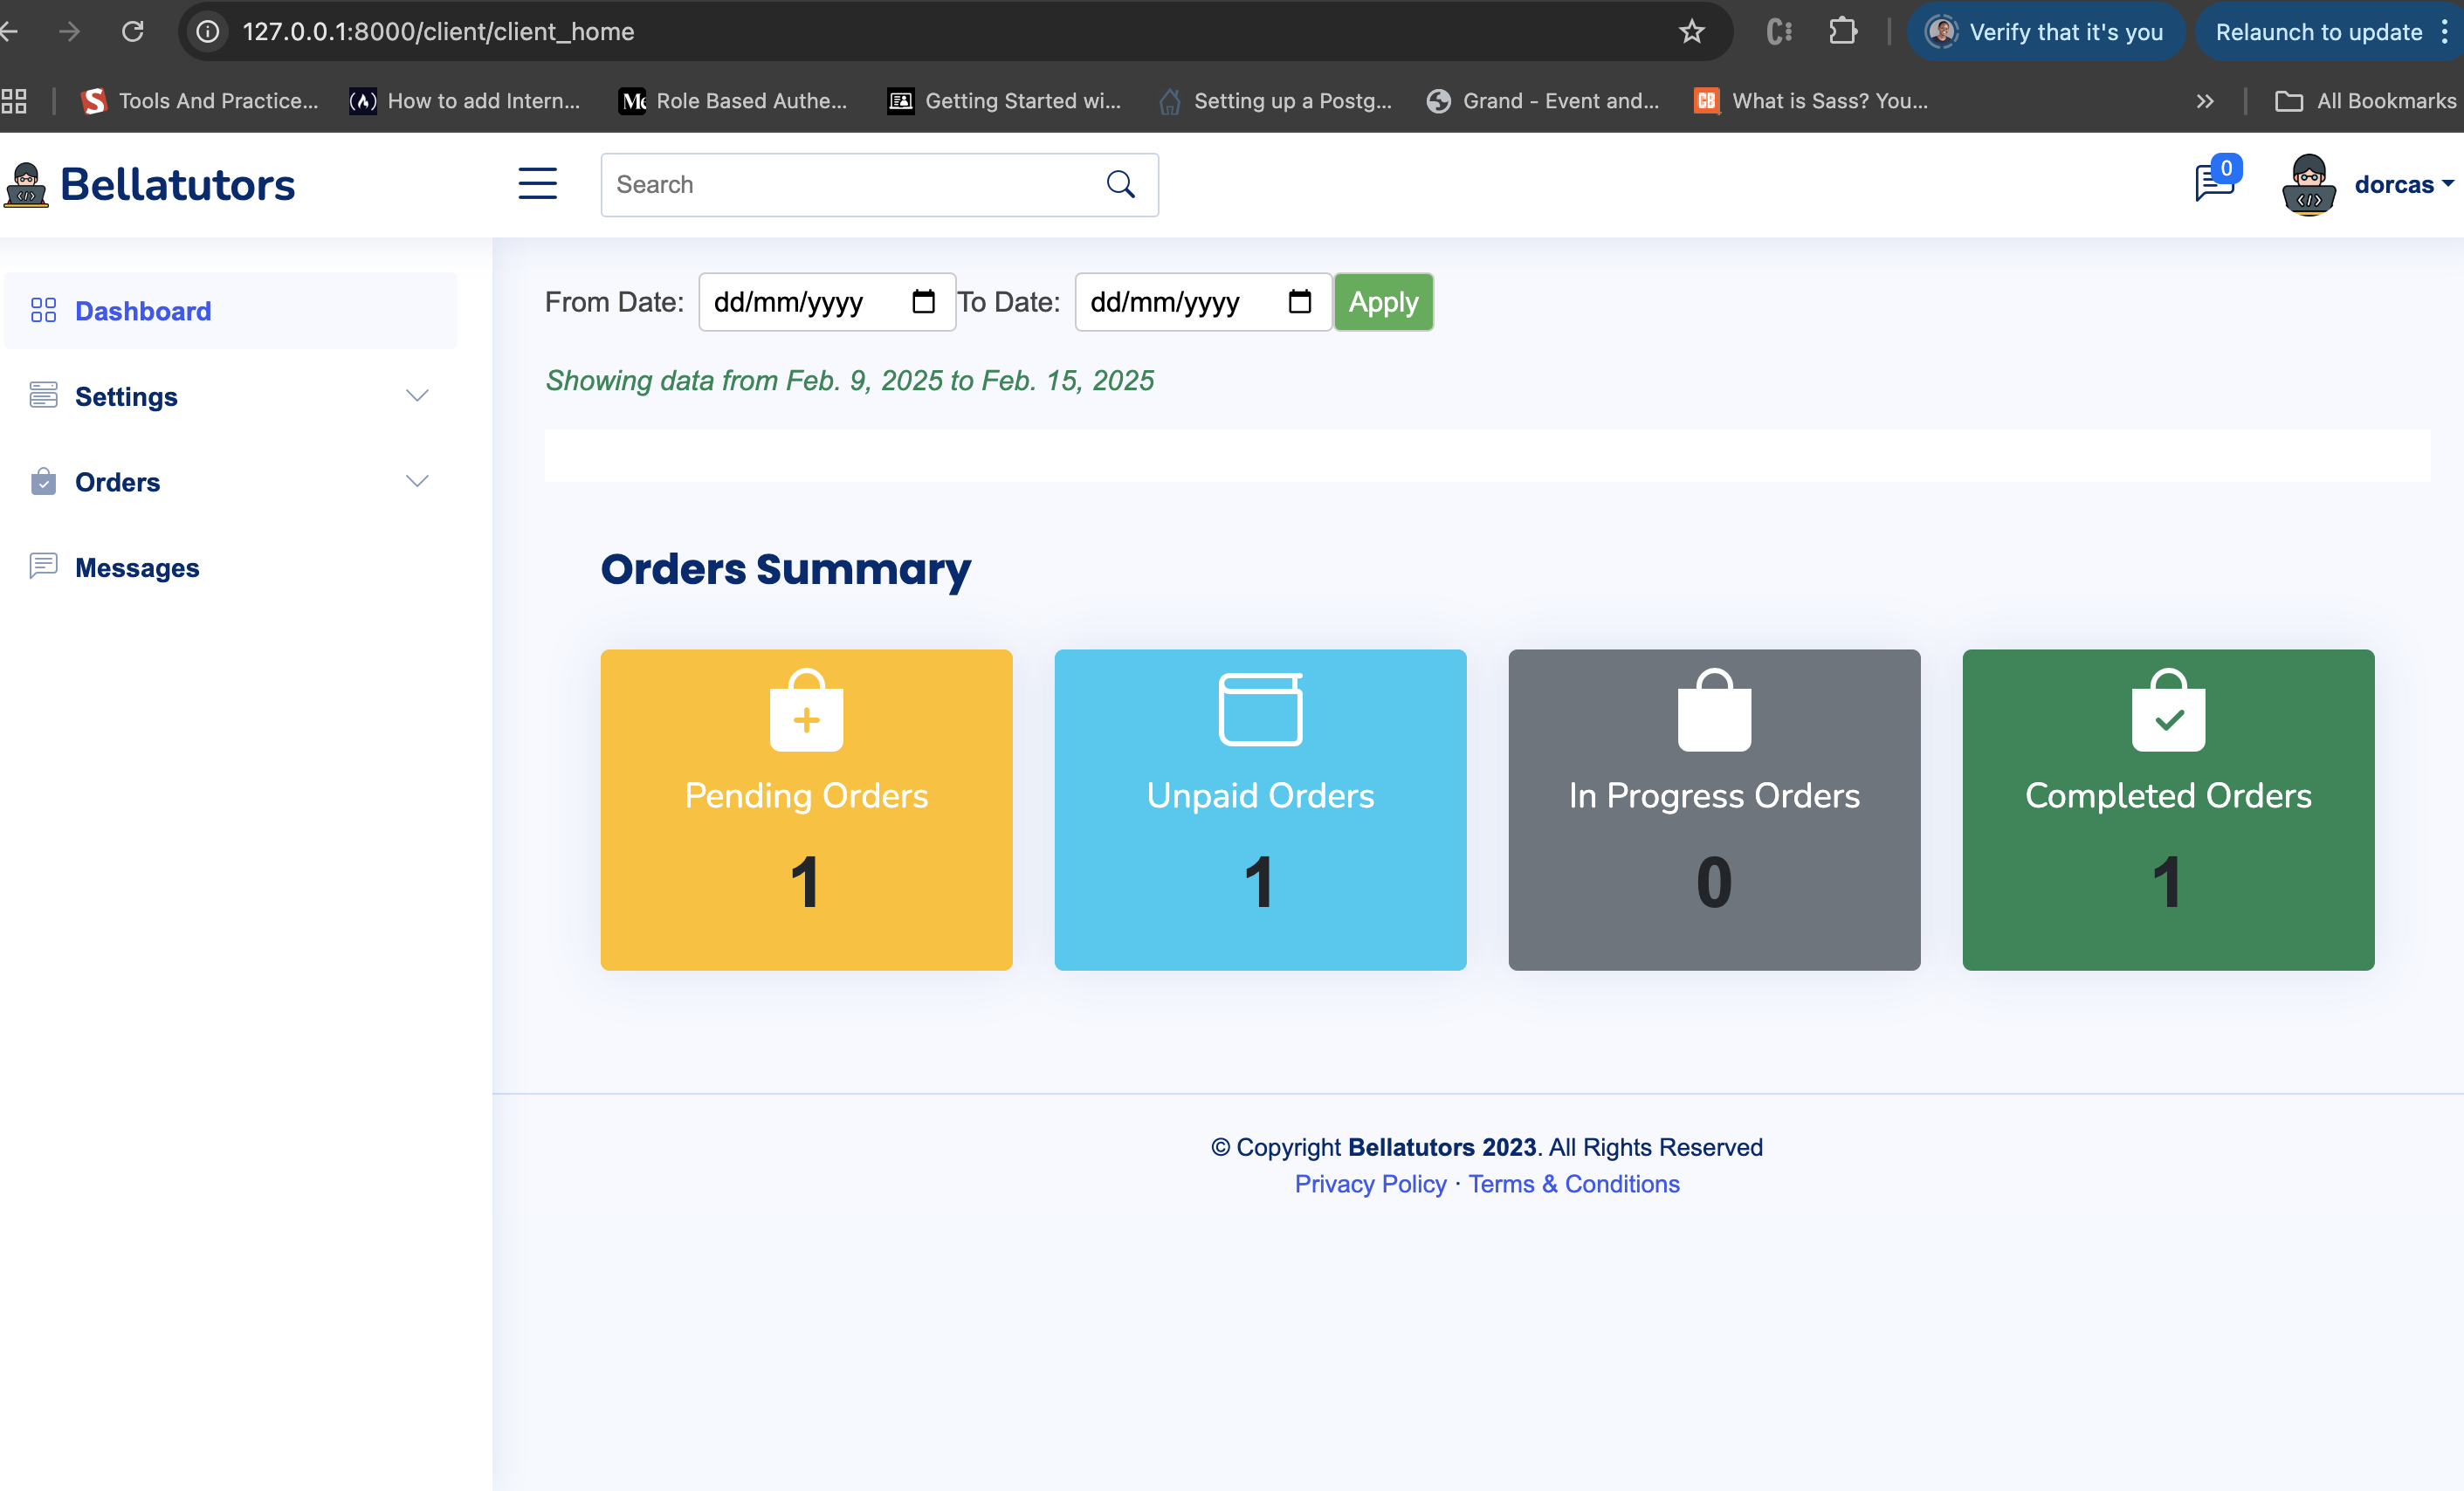 127.0.0.1:8000/client/client_home
Verify that it's you
Relaunch to update
Tools And Practice...
How to add Intern...
Role Based Authe...
Getting Started wi...
Setting up a Postg...
Grand - Event and...
What is Sass? You...
All Bookmarks
Bellatutors
Search
0
dorcas
Dashboard
Settings
Orders
Messages
From Date: dd/mm/yyyy To Date: dd/mm/yyyy Apply
Showing data from Feb. 9, 2025 to Feb. 15, 2025
Orders Summary
Pending Orders
1
Unpaid Orders
1
In Progress Orders
0
Completed Orders
1
© Copyright Bellatutors 2023. All Rights Reserved
Privacy Policy · Terms & Conditions